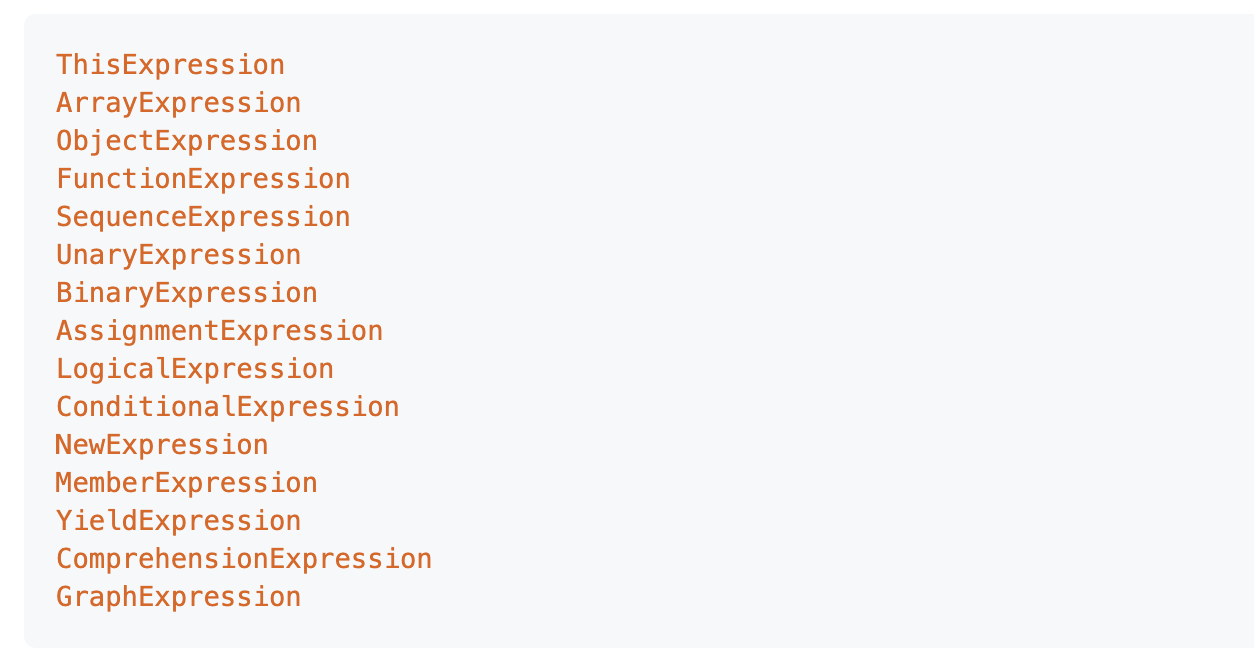 ThisExpression
ArrayExpression
ObjectExpression
FunctionExpression
SequenceExpression
UnaryExpression
BinaryExpression
AssignmentExpression
LogicalExpression
ConditionalExpression
NewExpression
MemberExpression
YieldExpression
ComprehensionExpression
GraphExpression